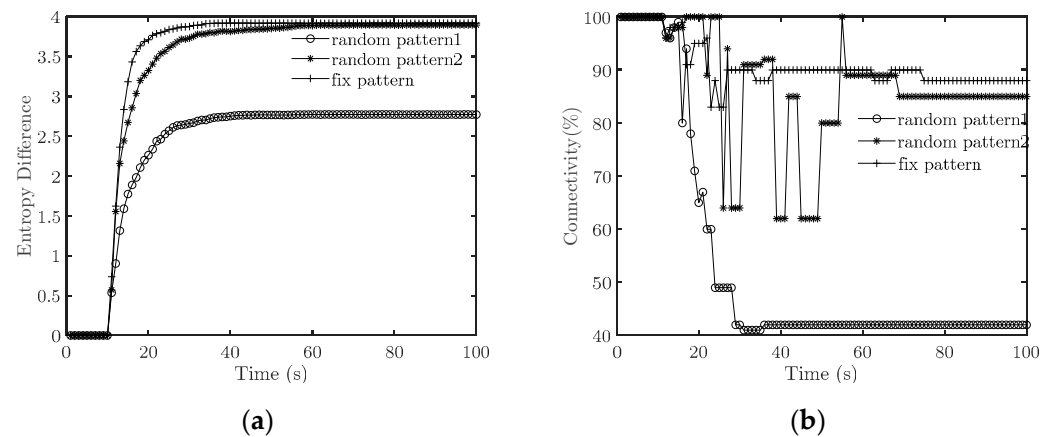 4
3.5
3
2.5
2
1.5
1
0.5
0
Entropy Difference
random pattern1
random pattern2
fix pattern
0 20 40 60 80 100
Time (s)
(a)
100
90
80
70
60
50
40
Connectivity(%)
random pattern1
random pattern2
fix pattern
0 20 40 60 80 100
Time (s)
(b)